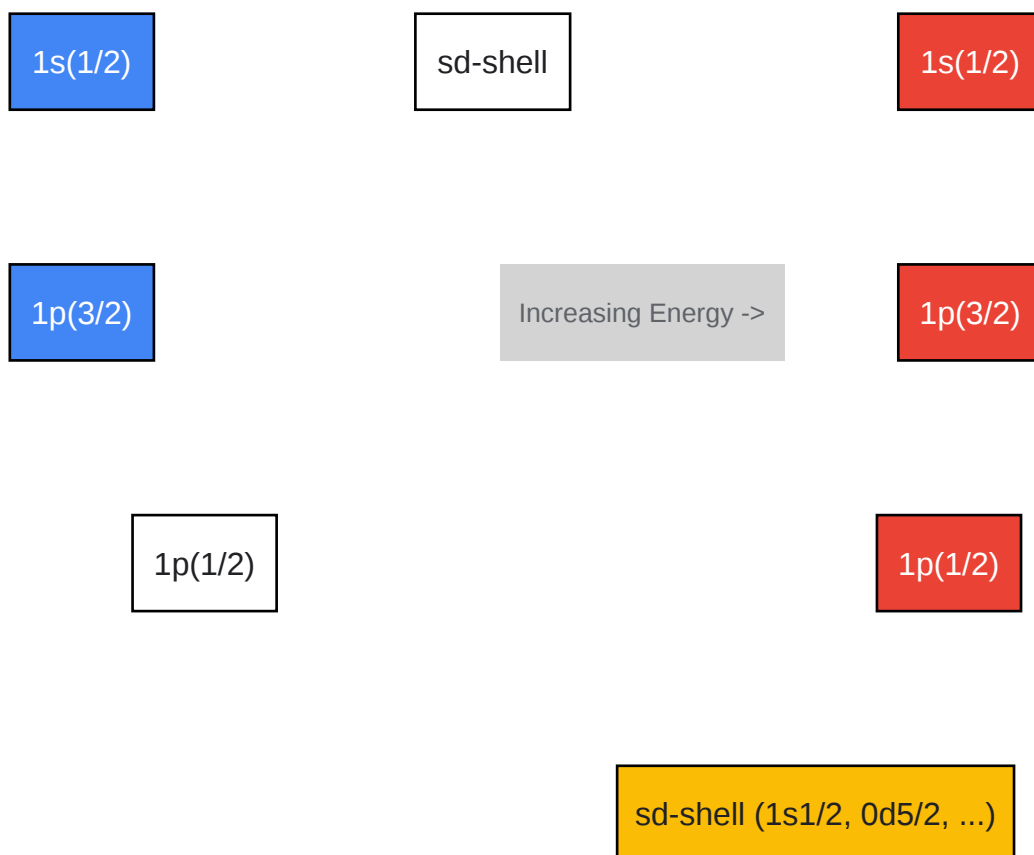 1s(1/2)
sd-shell
1s(1/2)
1p(3/2)
Increasing Energy ->
1p(3/2)
1p(1/2)
1p(1/2)
sd-shell (1s1/2, 0d5/2, ...)